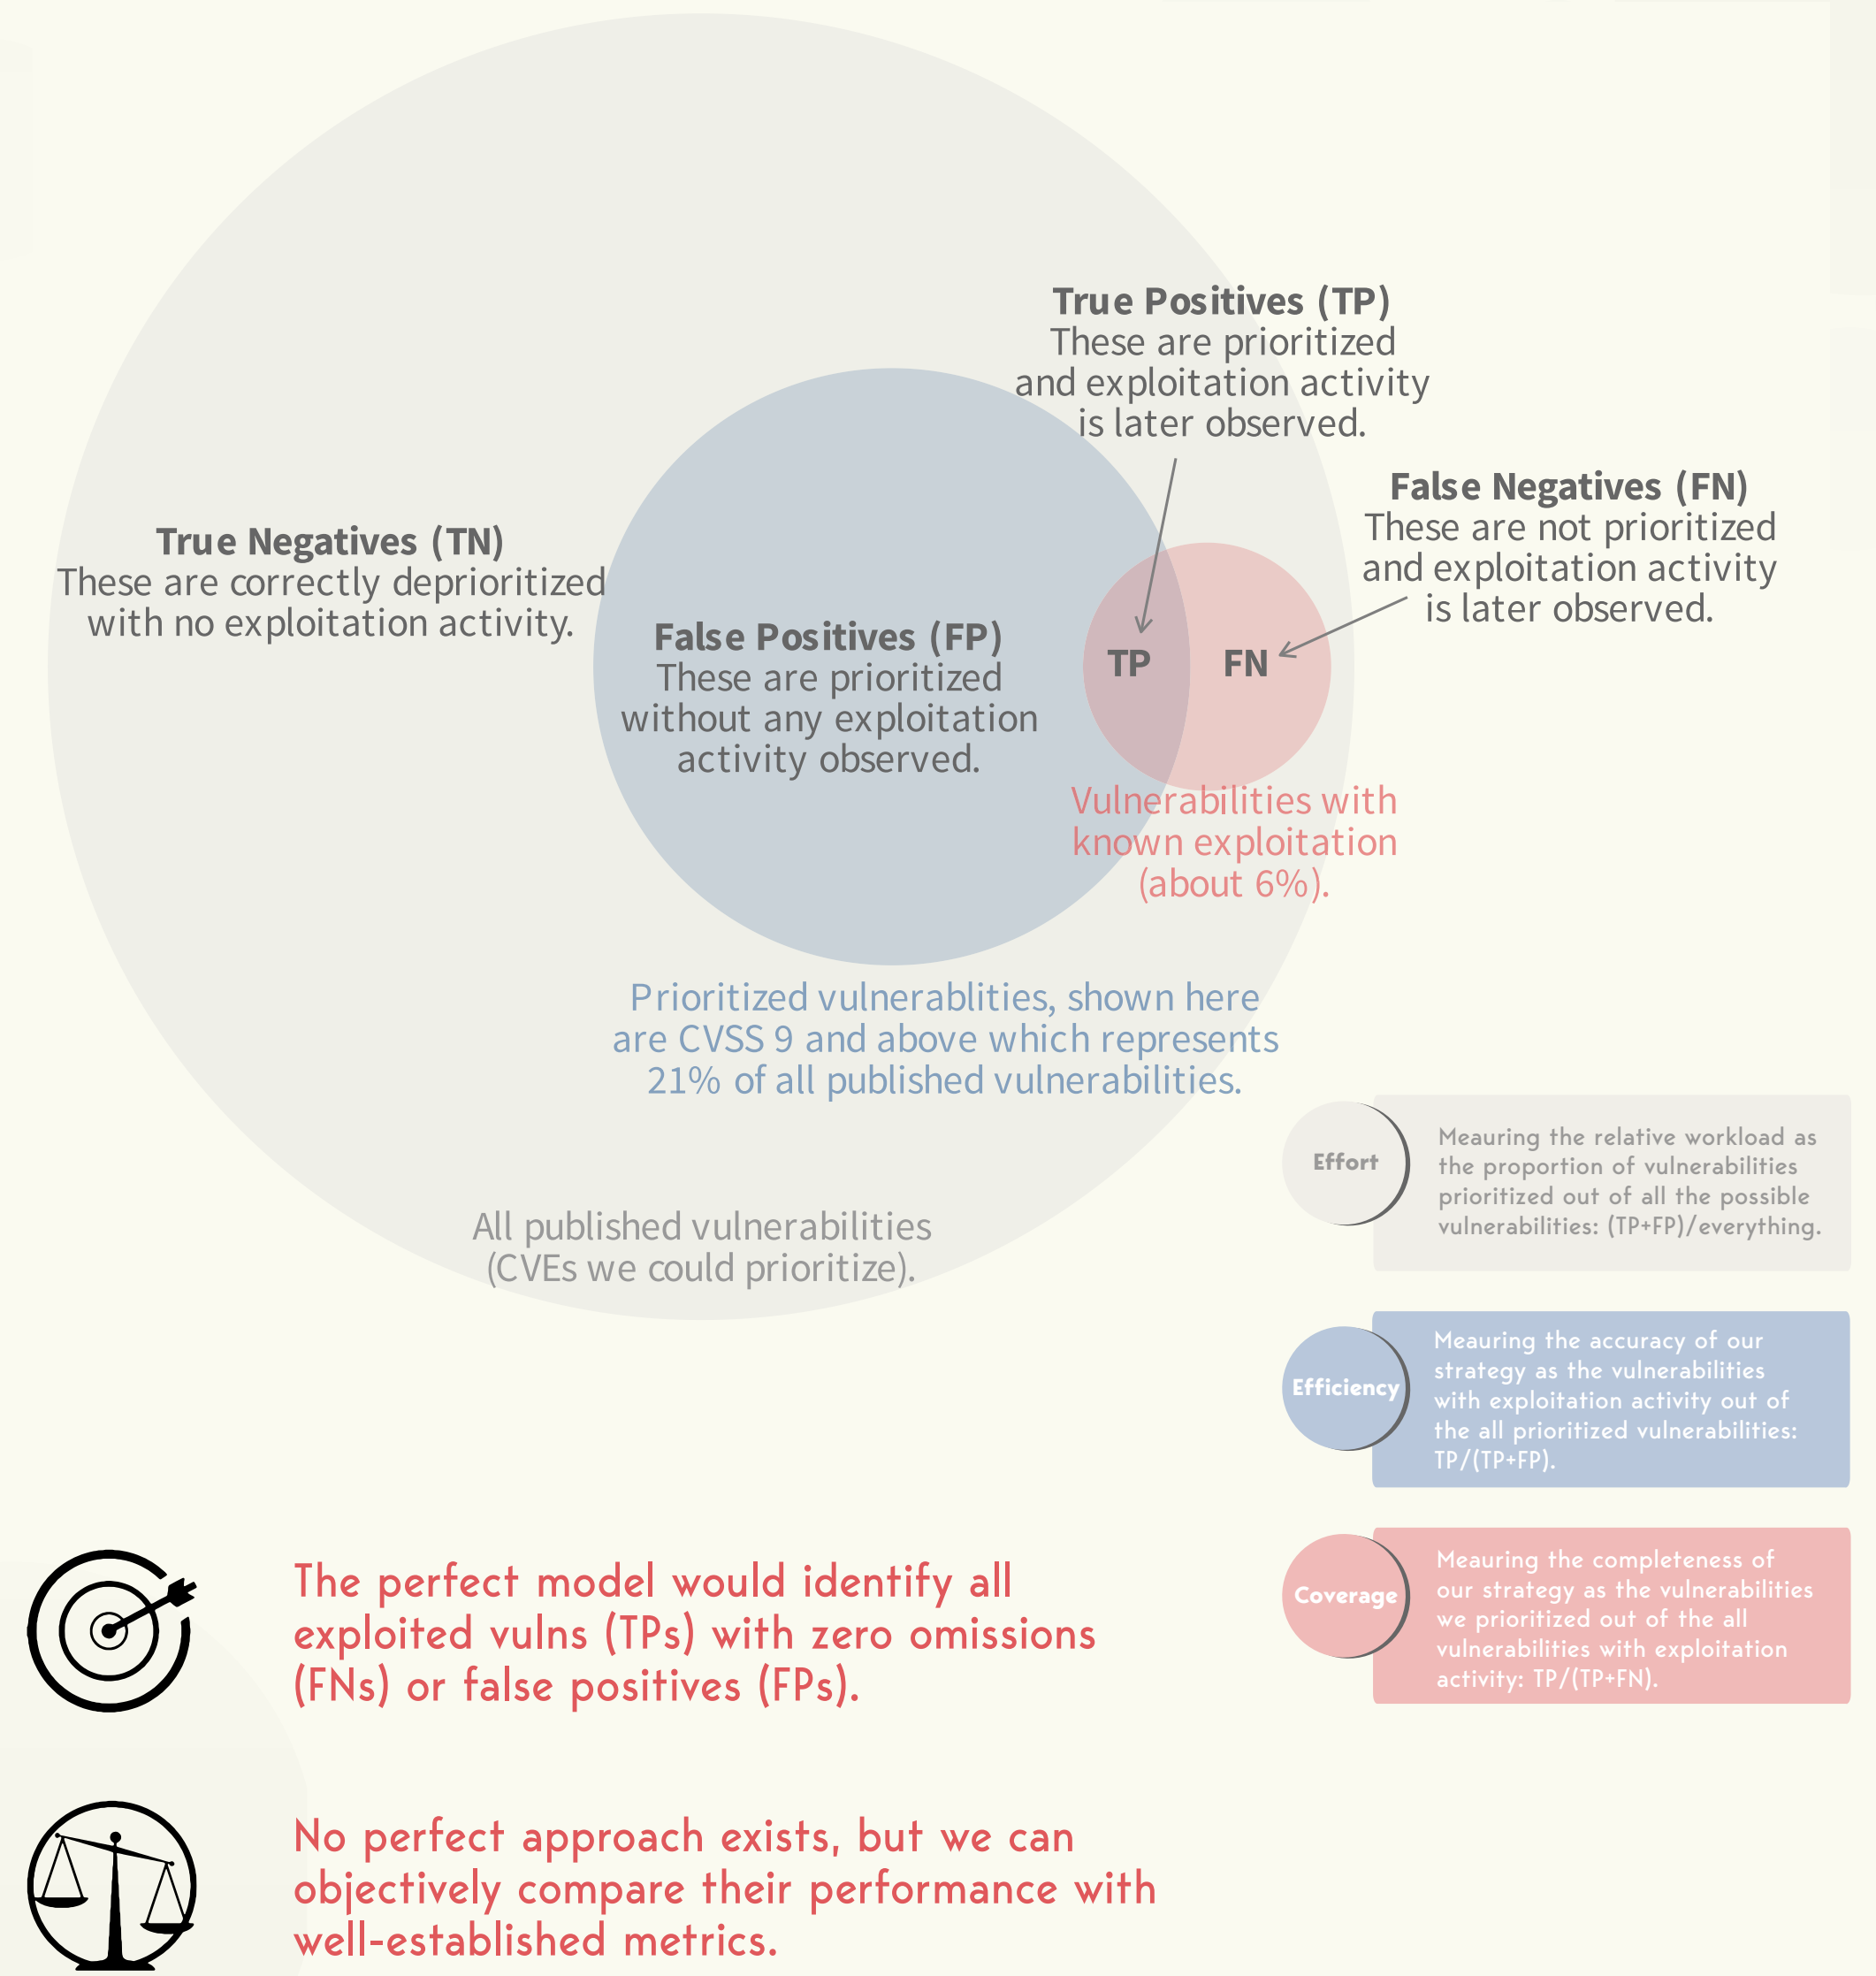 True Positives (TP)
These are prioritized
and exploitation activity
is later observed.
False Negatives (FN)
These are not prioritized
and exploitation activity
is later observed.
True Negatives (TN)
These are correctly deprioritized
with no exploitation activity.
False Positives (FP)
These are prioritized
without any exploitation
activity observed.
TP
FN
Vulnerabilities with
known exploitation
(about 6%).
Prioritized vulnerablities, shown here
are CVSS 9 and above which represents
21% of all published vulnerabilities.
All published vulnerabilities
(CVEs we could prioritize).
Effort
Meauring the relative workload as
the proportion of vulnerabilities
prioritized out of all the possible
vulnerabilities: (TP+FP)/everything.
Efficiency
Meauring the accuracy of our
strategy as the vulnerabilities
with exploitation activity out of
the all prioritized vulnerabilities:
TP/(TP+FP).
Coverage
Meauring the completeness of
our strategy as the vulnerabilities
we prioritized out of the all
vulnerabilities with exploitation
activity: TP/(TP+FN).
The perfect model would identify all
exploited vulns (TPs) with zero omissions
(FNs) or false positives (FPs).
No perfect approach exists, but we can
objectively compare their performance with
well-established metrics.